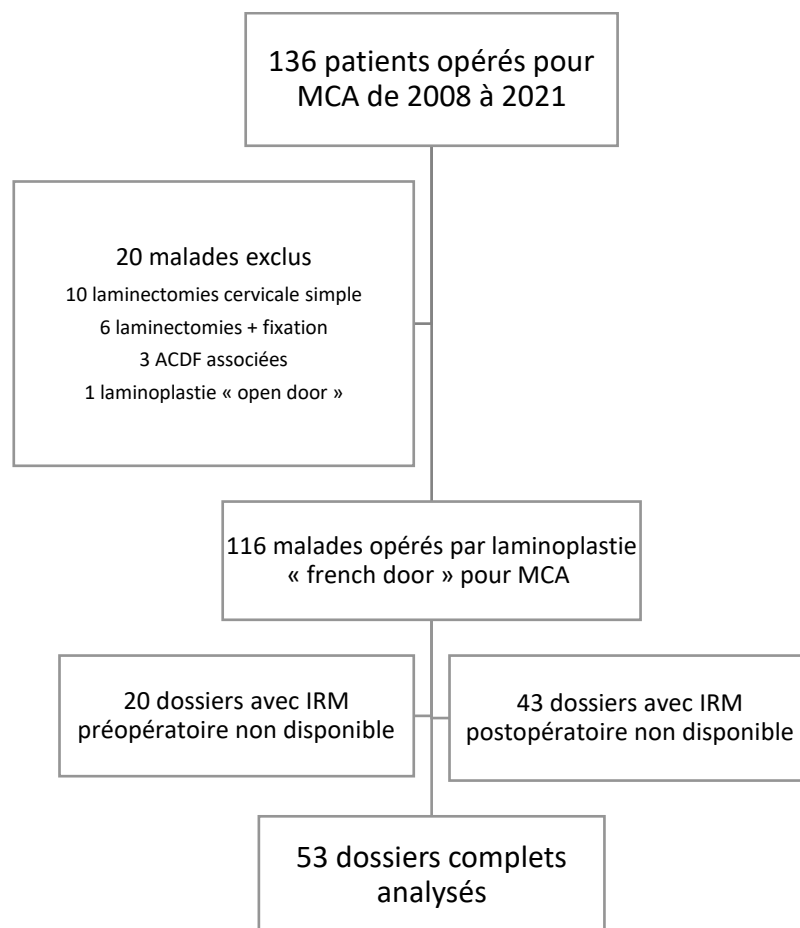 136 patients opérés pour
MCA de 2008 à 2021
20 malades exclus
10 laminectomies cervicale simple
6 laminectomies + fixation
3 ACDF associées
1 laminoplastie « open door »
116 malades opérés par laminoplastie
« french door » pour MCA
20 dossiers avec IRM
préopératoire non disponible
43 dossiers avec IRM
postopératoire non disponible
53 dossiers complets
analysés